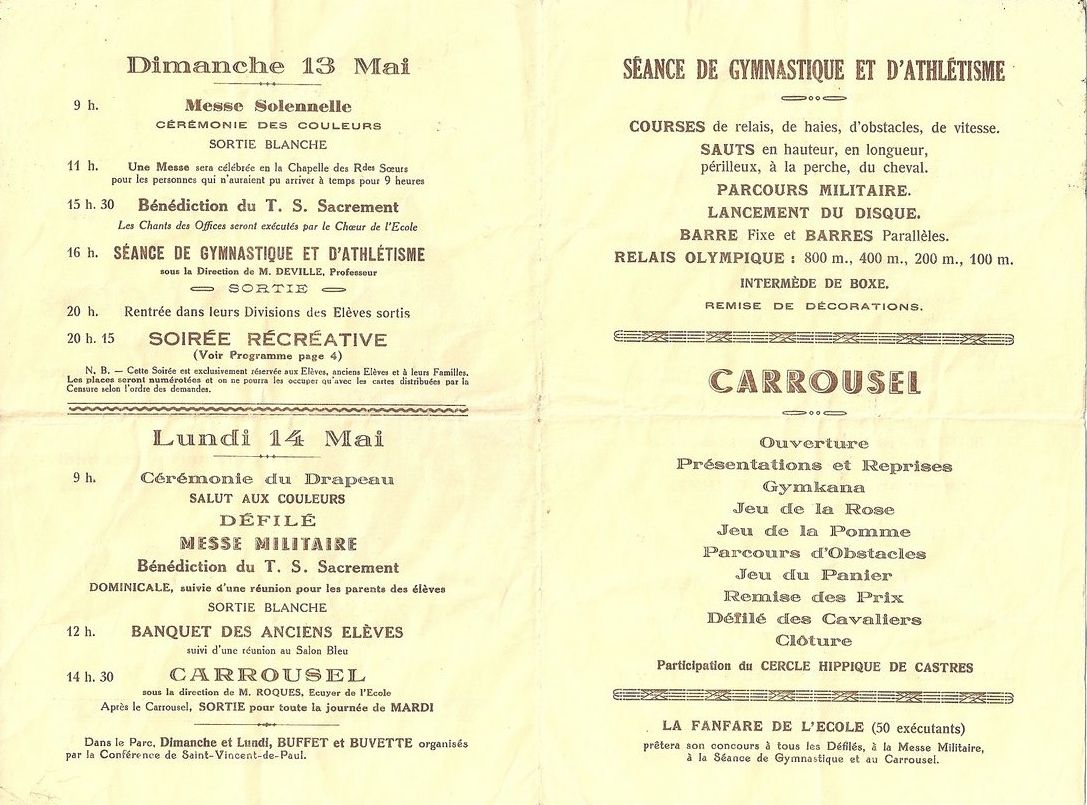 Dimanche 13 Mai
9 h. Messe Solennelle
CÉRÉMONIE DES COULEURS
SORTIE BLANCHE
11 h. Une Messe sera célébrée en la Chapelle des Rdes Sœurs
pour les personnes qui n'auraient pu arriver à temps pour 9 heures
15 h. 30 Bénédiction du T. S. Sacrement
Les Chants des Offices seront exécutés par le Chœur de l'Ecole
16 h. SÉANCE DE GYMNASTIQUE ET D'ATHLÉTISME
sous la Direction de M. DEVILLE, Professeur
SORTIE
20 h. Rentrée dans leurs Divisions des Elèves sortis
20 h. 15 SOIRÉE RÉCRÉATIVE
(Voir Programme page 4)
N. B. — Cette Soirée est exclusivement réservée aux Elèves, anciens Elèves et à leurs Familles.
Les places seront numérotées et on ne pourra les occuper qu'avec les cartes distribuées par la
Censure selon l'ordre des demandes.
Lundi 14 Mai
9 h. Cérémonie du Drapeau
SALUT AUX COULEURS
DÉFILÉ
MESSE MILITAIRE
Bénédiction du T. S. Sacrement
DOMINICALE, suivie d'une réunion pour les parents des élèves
SORTIE BLANCHE
12 h. BANQUET DES ANCIENS ELÈVES
suivi d'une réunion au Salon Bleu
14 h. 30 CARROUSEL
sous la direction de M. ROQUES, Ecuyer de l'Ecole
Après le Carrousel, SORTIE pour toute la journée de MARDI
Dans le Parc, Dimanche et Lundi, BUFFET et BUVETTE organisés
par la Conférence de Saint-Vincent-de-Paul.
SÉANCE DE GYMNASTIQUE ET D'ATHLÉTISME
COURSES de relais, de haies, d'obstacles, de vitesse.
SAUTS en hauteur, en longueur,
périlleux, à la perche, du cheval.
PARCOURS MILITAIRE.
LANCEMENT DU DISQUE.
BARRE Fixe et BARRES Parallèles.
RELAIS OLYMPIQUE : 800 m., 400 m., 200 m., 100 m.
INTERMÈDE DE BOXE.
REMISE DE DÉCORATIONS.
CARROUSEL
Ouverture
Présentations et Reprises
Gymkana
Jeu de la Rose
Jeu de la Pomme
Parcours d'Obstacles
Jeu du Panier
Remise des Prix
Défilé des Cavaliers
Clôture
Participation du CERCLE HIPPIQUE DE CASTRES
LA FANFARE DE L'ECOLE (50 exécutants)
prêtera son concours à tous les Défilés, à la Messe Militaire,
à la Séance de Gymnastique et au Carrousel.